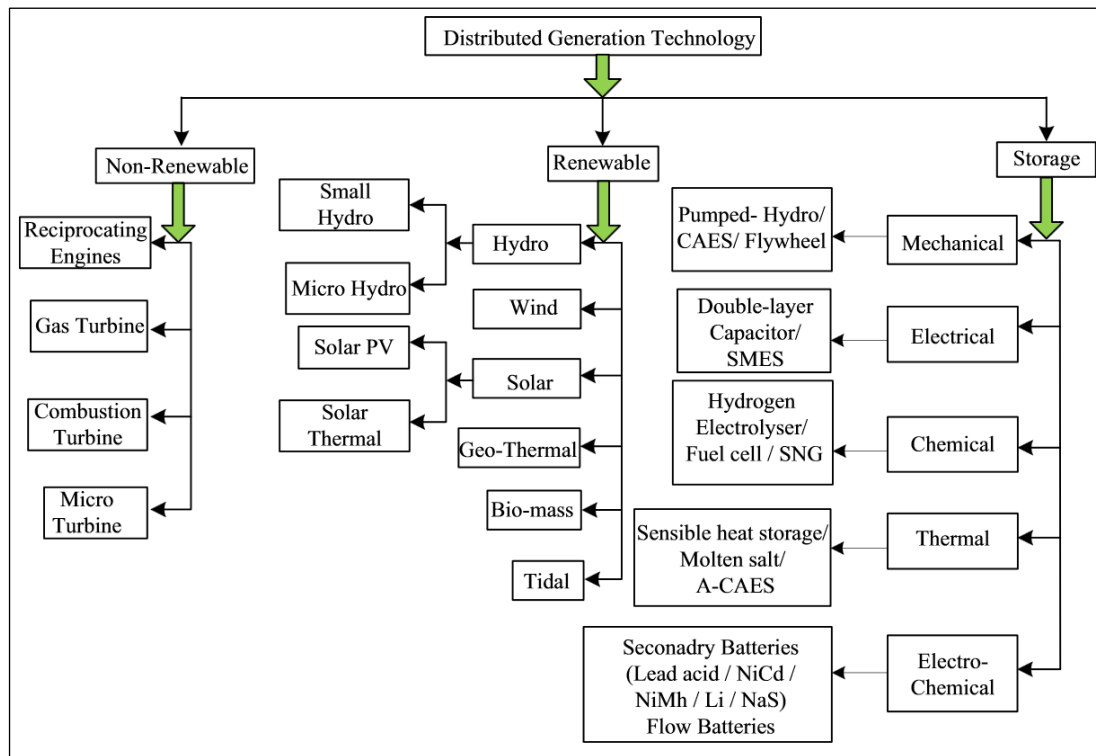 Distributed Generation Technology
Non-Renewable
Reciprocating
Engines
Gas Turbine
Combustion
Turbine
Micro
Turbine
Renewable
Hydro
Small
Hydro
Micro Hydro
Wind
Solar
Solar PV
Solar
Thermal
Geo-Thermal
Bio-mass
Tidal
Storage
Mechanical
Pumped- Hydro/
CAES/ Flywheel
Electrical
Double-layer
Capacitor/
SMES
Chemical
Hydrogen
Electrolyser/
Fuel cell / SNG
Thermal
Sensible heat storage/
Molten salt/
A-CAES
Electro-
Chemical
Seconadry Batteries
(Lead acid / NiCd /
NiMh / Li / NaS)
Flow Batteries